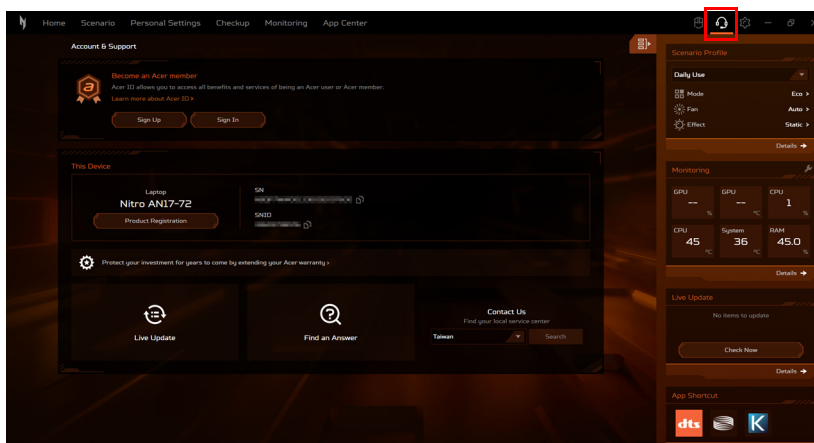 Home Scenario Personal Settings Checkup Monitoring App Center
Account & Support
Become an Acer member
Acer ID allows you to access all benefits and services of being an Acer user or Acer member.
Learn more about Acer ID >
Sign Up Sign In
This Device
Laptop
Nitro AN17-72
Product Registration
SN
SNID
Protect your investment for years to come by extending your Acer warranty >
Live Update
Find an Answer
Contact Us
Find your local service center
Taiwan Search
Scenario Profile
Daily Use
Mode Eco >
Fan Auto >
Effect Static >
Details →
Monitoring
GPU GPU CPU
-- -- 1
% °C %
CPU System RAM
45 36 45.0
°C °C %
Details →
Live Update
No items to update
Check Now
Details →
App Shortcut
dts K